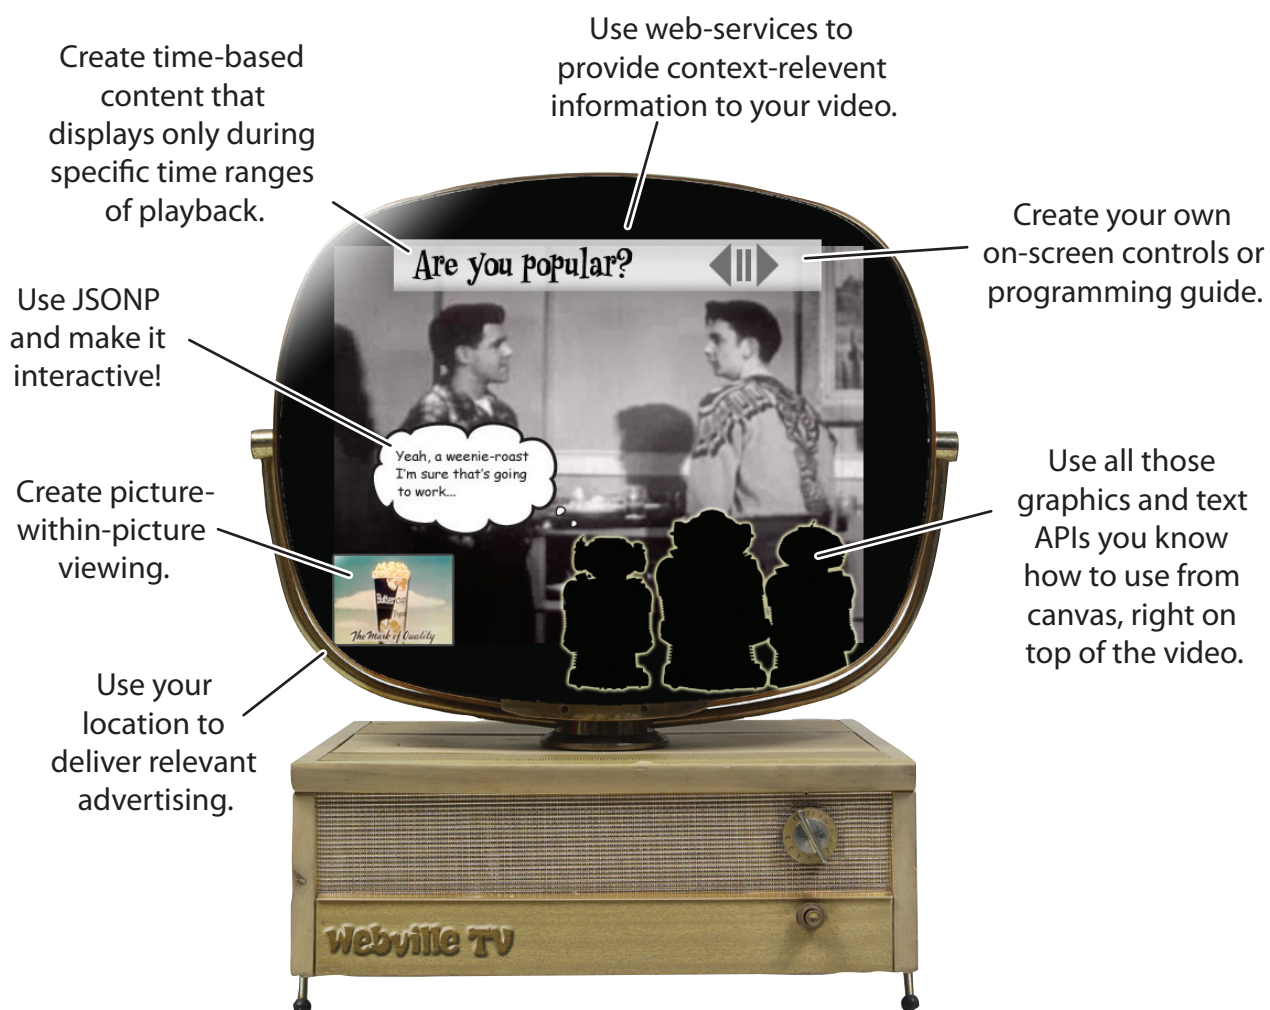 Use web-services to
provide context-relevent
information to your video.
Create time-based
content that
displays only during
specific time ranges
of playback.
Create your own
on-screen controls or
programming guide.
Are you popular?
Use JSONP
and make it
interactive!
Yeah, a weenie-roast
I'm sure that's going
to work...
Use all those
graphics and text
APIs you know
how to use from
canvas, right on
top of the video.
Create picture-
within-picture
viewing.
The Mark of Quality
Use your
location to
deliver relevant
advertising.
Webville TV